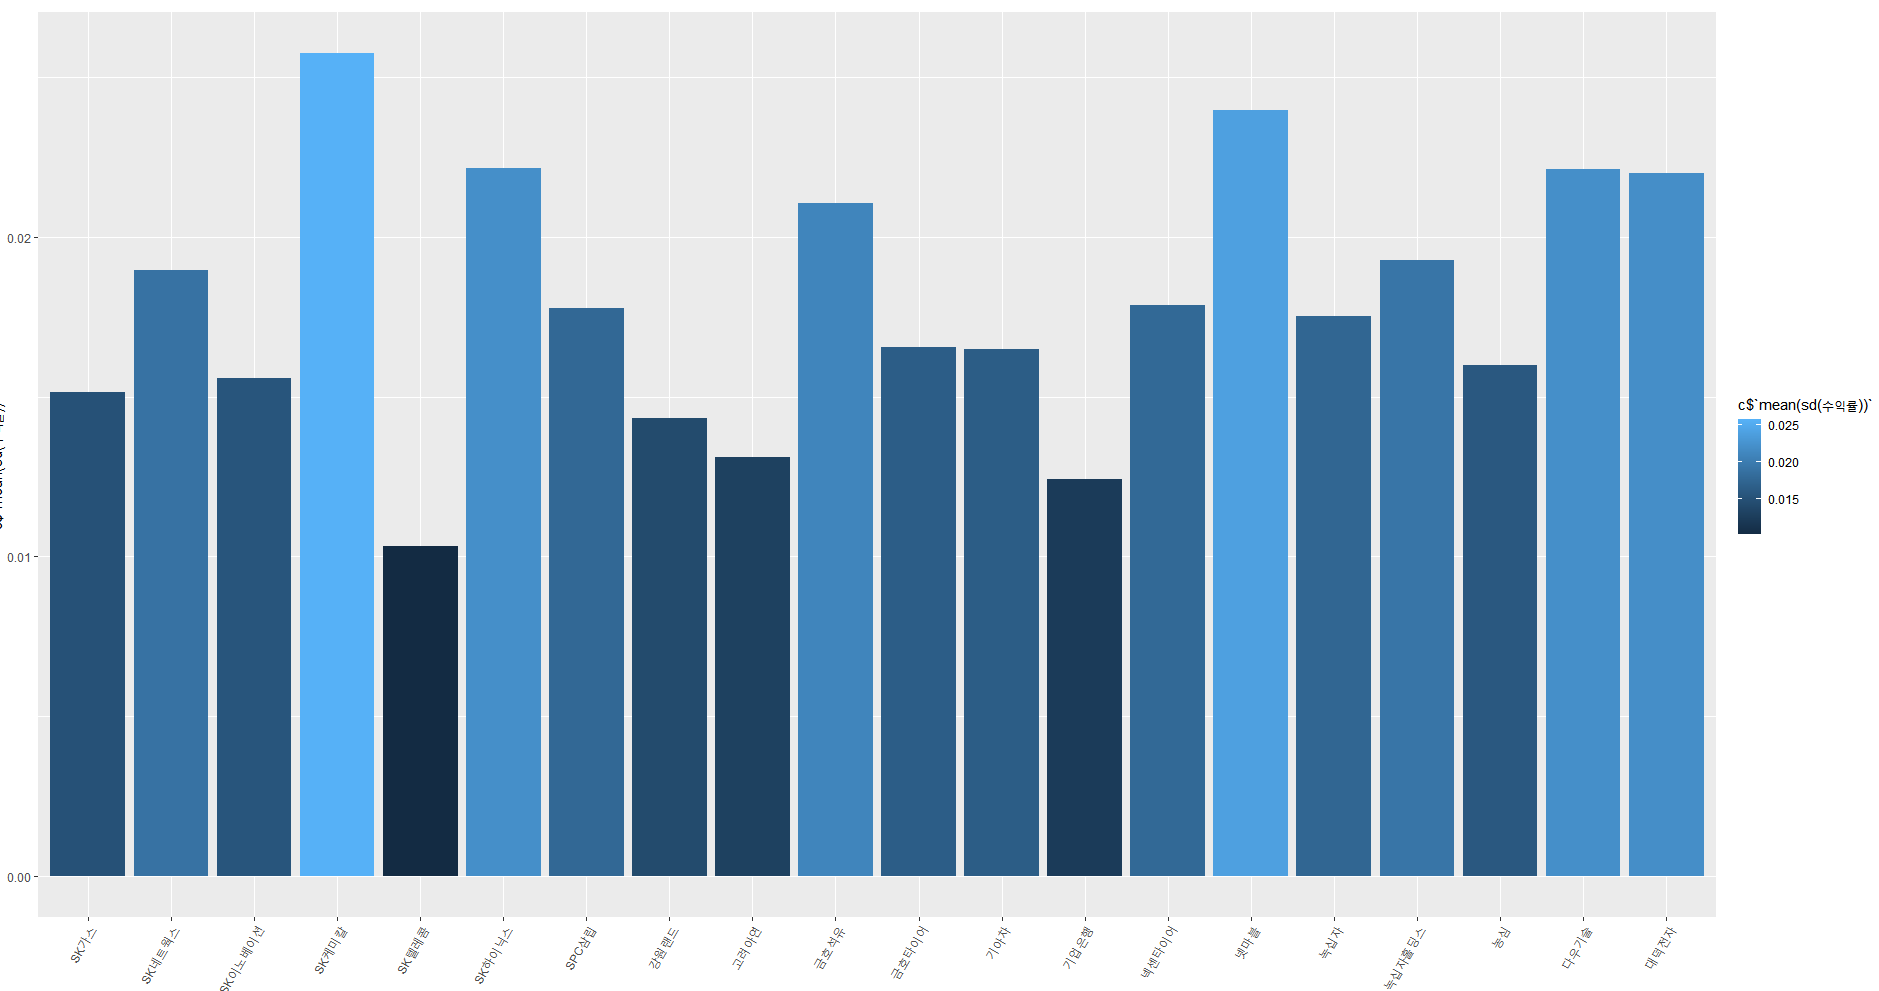 0.02
0.01
0.00
SK가스
SK네트웍스
SK이노베이션
SK케미칼
SK텔레콤
SK하이닉스
SPC삼립
강원랜드
고려아연
금호석유
금호타이어
기아차
기업은행
넥센타이어
넷마블
녹십자
녹십자홀딩스
농심
다우기술
대덕전자
c$`mean(sd(수익률))`
0.025
0.020
0.015